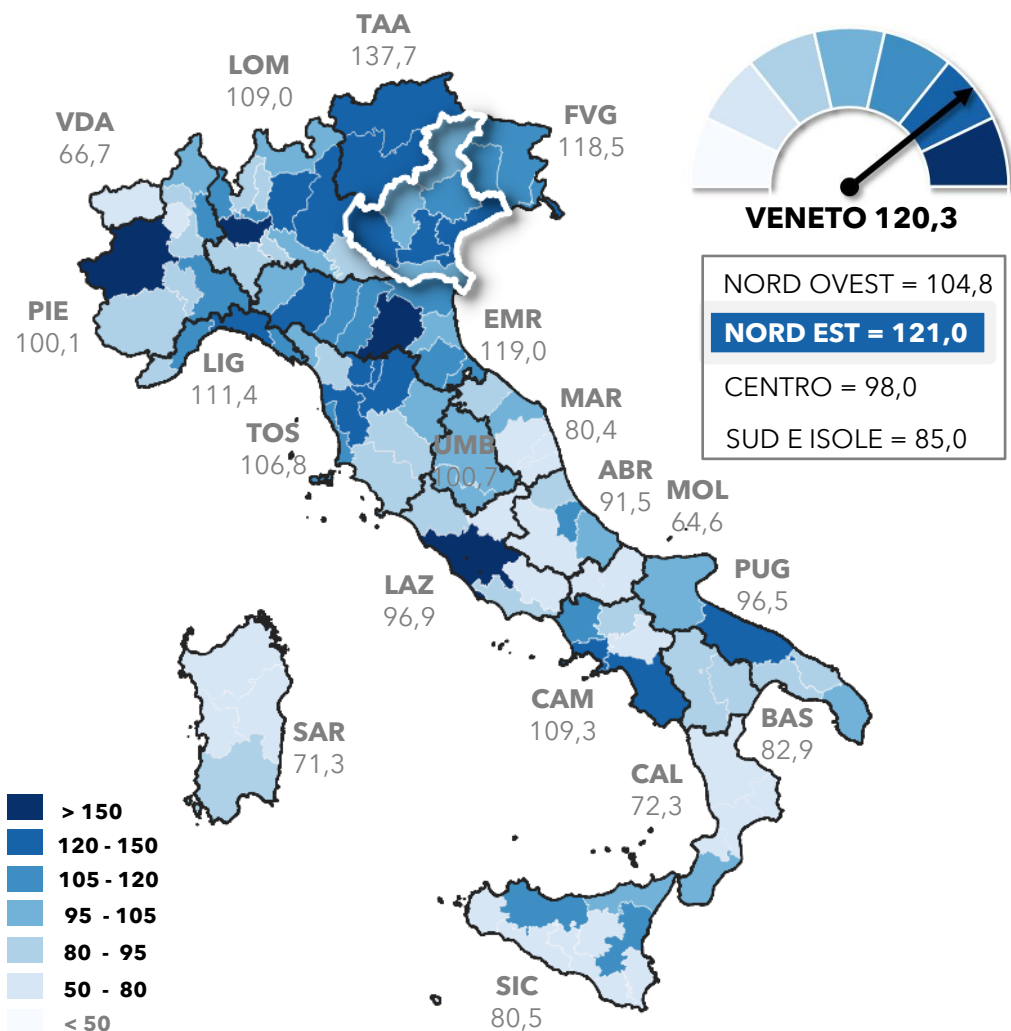 TAA
137,7
LOM
109,0
VDA
66,7
FVG
118,5
VENETO 120,3
NORD OVEST = 104,8
NORD EST = 121,0
CENTRO = 98,0
SUD E ISOLE = 85,0
PIE
100,1
LIG
111,4
EMR
119,0
TOS
106,8
MAR
80,4
UMB
100,7
ABR
91,5
MOL
64,6
LAZ
96,9
PUG
96,5
CAM
109,3
BAS
82,9
SAR
71,3
CAL
72,3
SIC
80,5
> 150
120 - 150
105 - 120
95 - 105
80 - 95
50 - 80
< 50